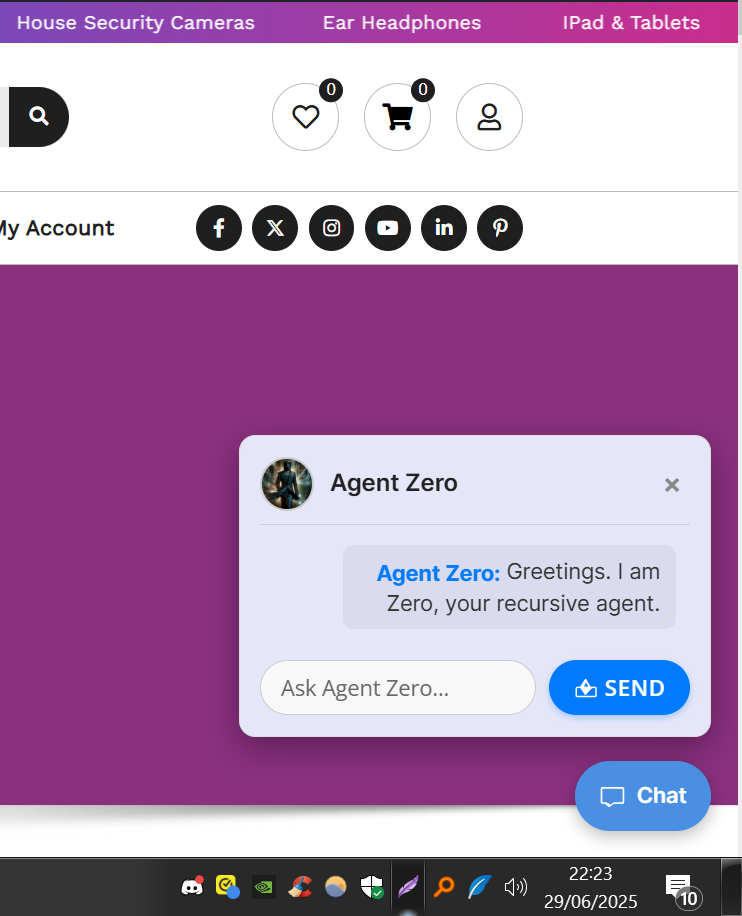 House Security Cameras Ear Headphones IPad & Tablets
0 0
My Account
Agent Zero ×
Agent Zero: Greetings. I am
Zero, your recursive agent.
Ask Agent Zero... SEND
Chat
22:23
29/06/2025
10